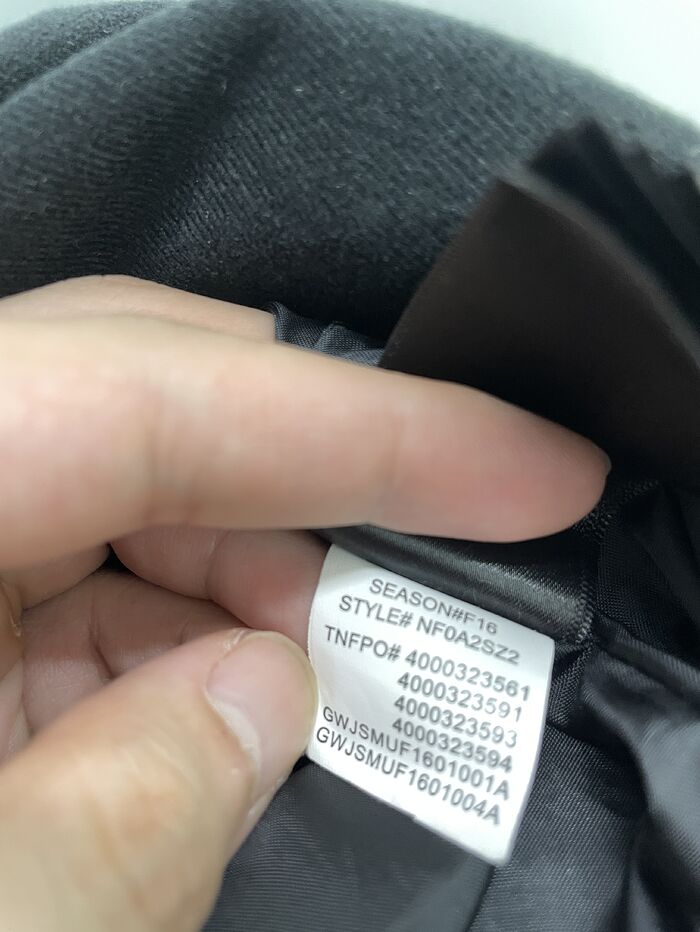 SEASON#F16
STYLE# NF0A2SZ2
TNFPO# 4000323561
4000323591
4000323593
4000323594
GWJSMUF1601001A
GWJSMUF1601004A